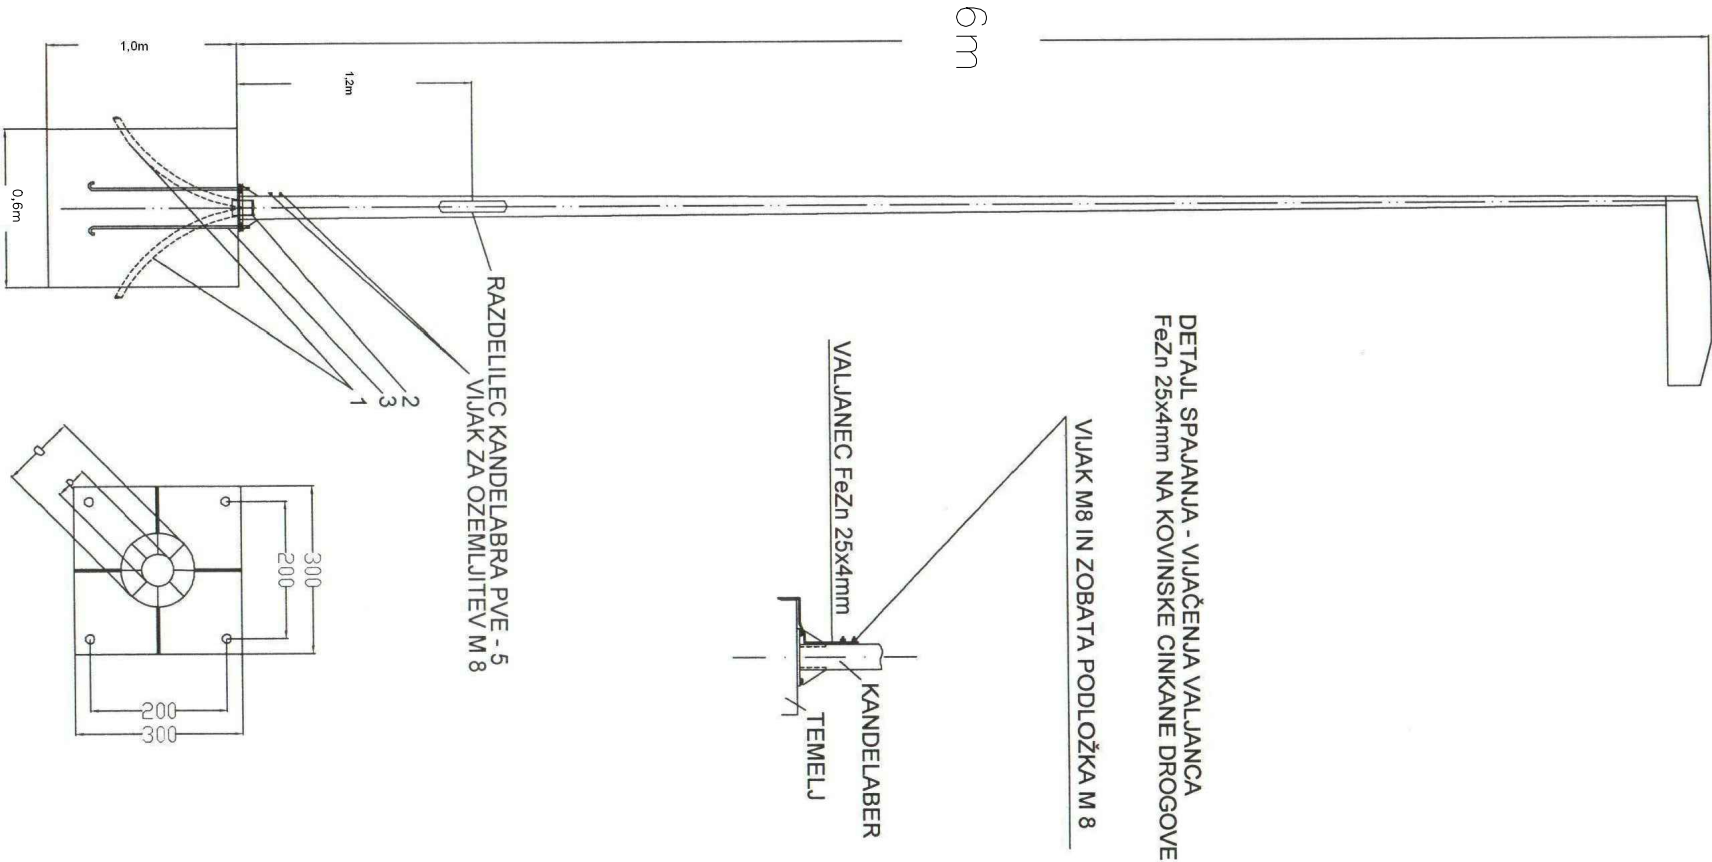 6m
1,0m
1,2m
0,6m
DETAJL SPAJANJA - VIJAČENJA VALJANCA
FeZn 25x4mm NA KOVINSKE CINKANE DROGOVE
VIJAK M8 IN ZOBATA PODLOŽKA M 8
VALJANEC FeZn 25x4mm
KANDELABER
TEMELJ
RAZDELILEC KANDELABRA PVE - 5
VIJAK ZA OZEMLJITEV M 8
2
3
1
300
200
200
300
D